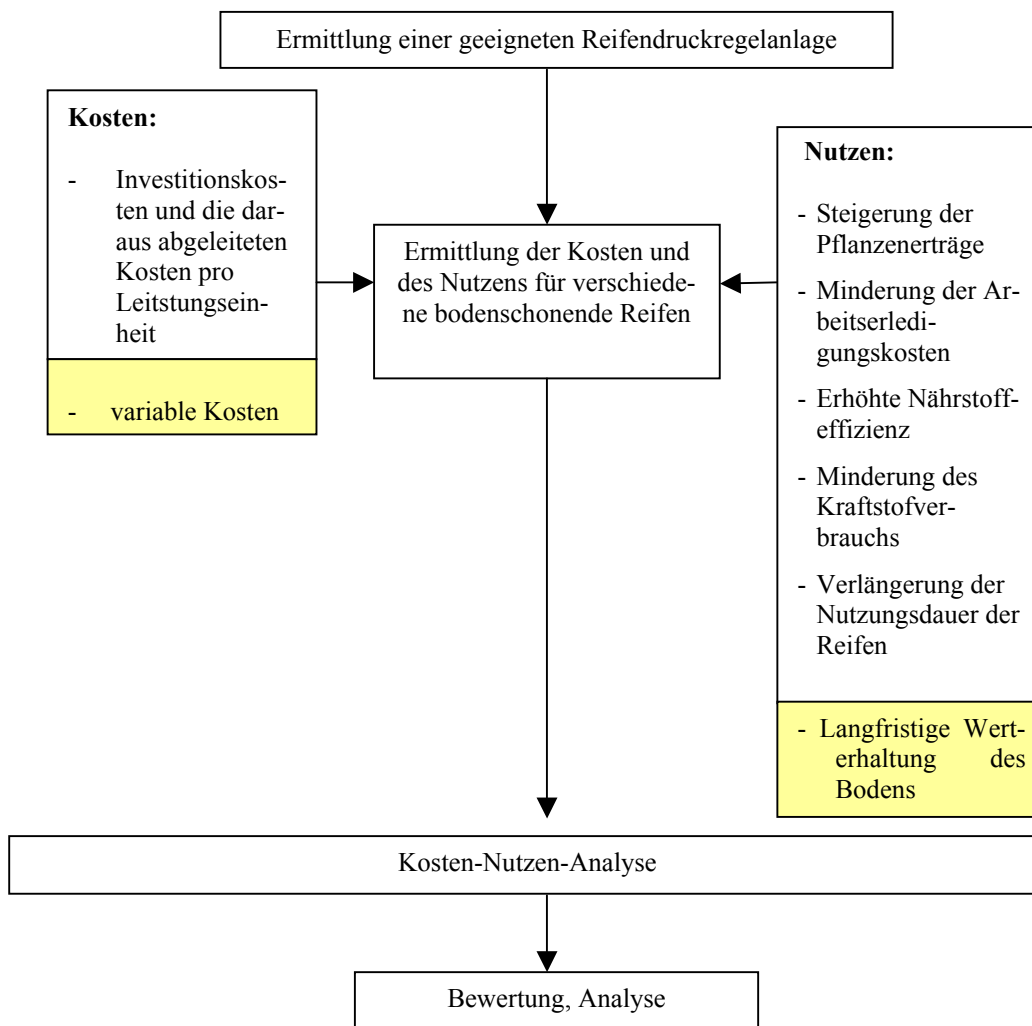 Ermittlung einer geeigneten Reifendruckregelanlage
Kosten:
- Investitionskos-
ten und die dar-
aus abgeleiteten
Kosten pro
Leitstungsein-
heit
- variable Kosten
Ermittlung der Kosten und
des Nutzens für verschie-
dene bodenschonende Reifen
Nutzen:
- Steigerung der
Pflanzenerträge
- Minderung der Ar-
beitserledi-
gungskosten
- Erhöhte Nährstoff-
effizienz
- Minderung des
Kraftstofver-
brauchs
- Verlängerung der
Nutzungsdauer der
Reifen
- Langfristige Wert-
erhaltung des
Bodens
Kosten-Nutzen-Analyse
Bewertung, Analyse